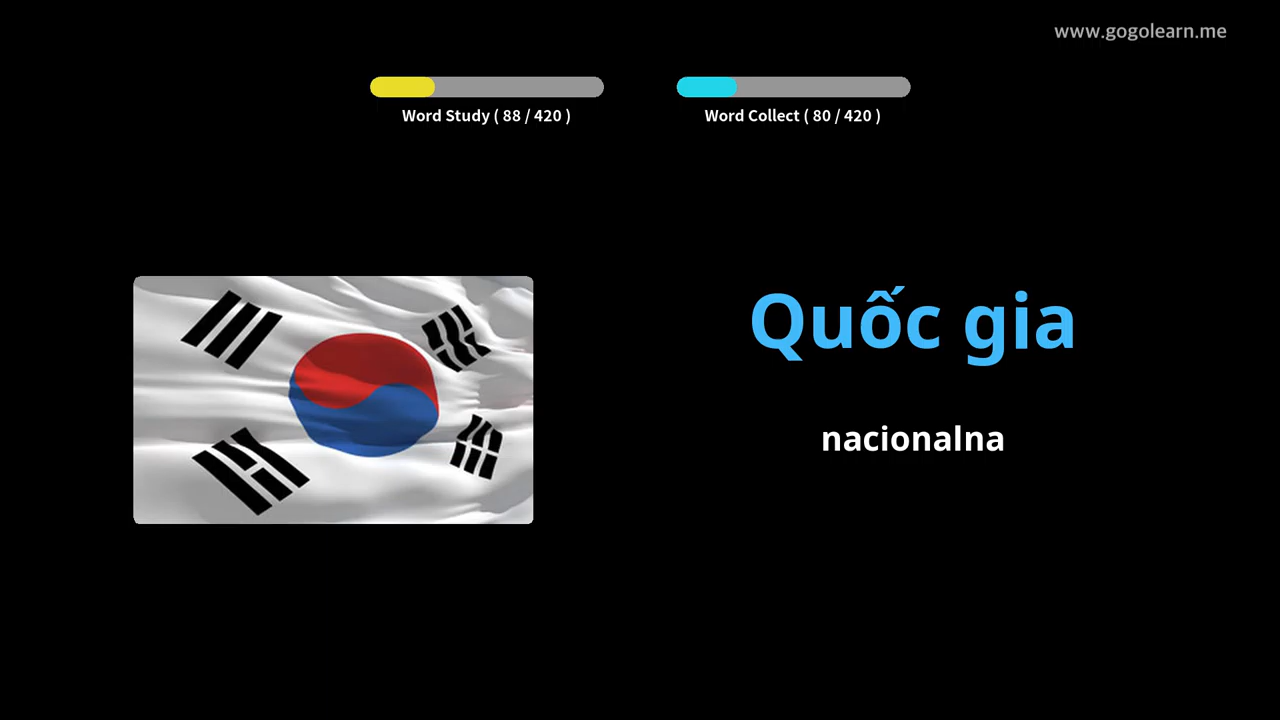 www.gogolearn.me
Word Study ( 88 / 420 )
Word Collect ( 80 / 420 )
Quốc gia
nacionalna